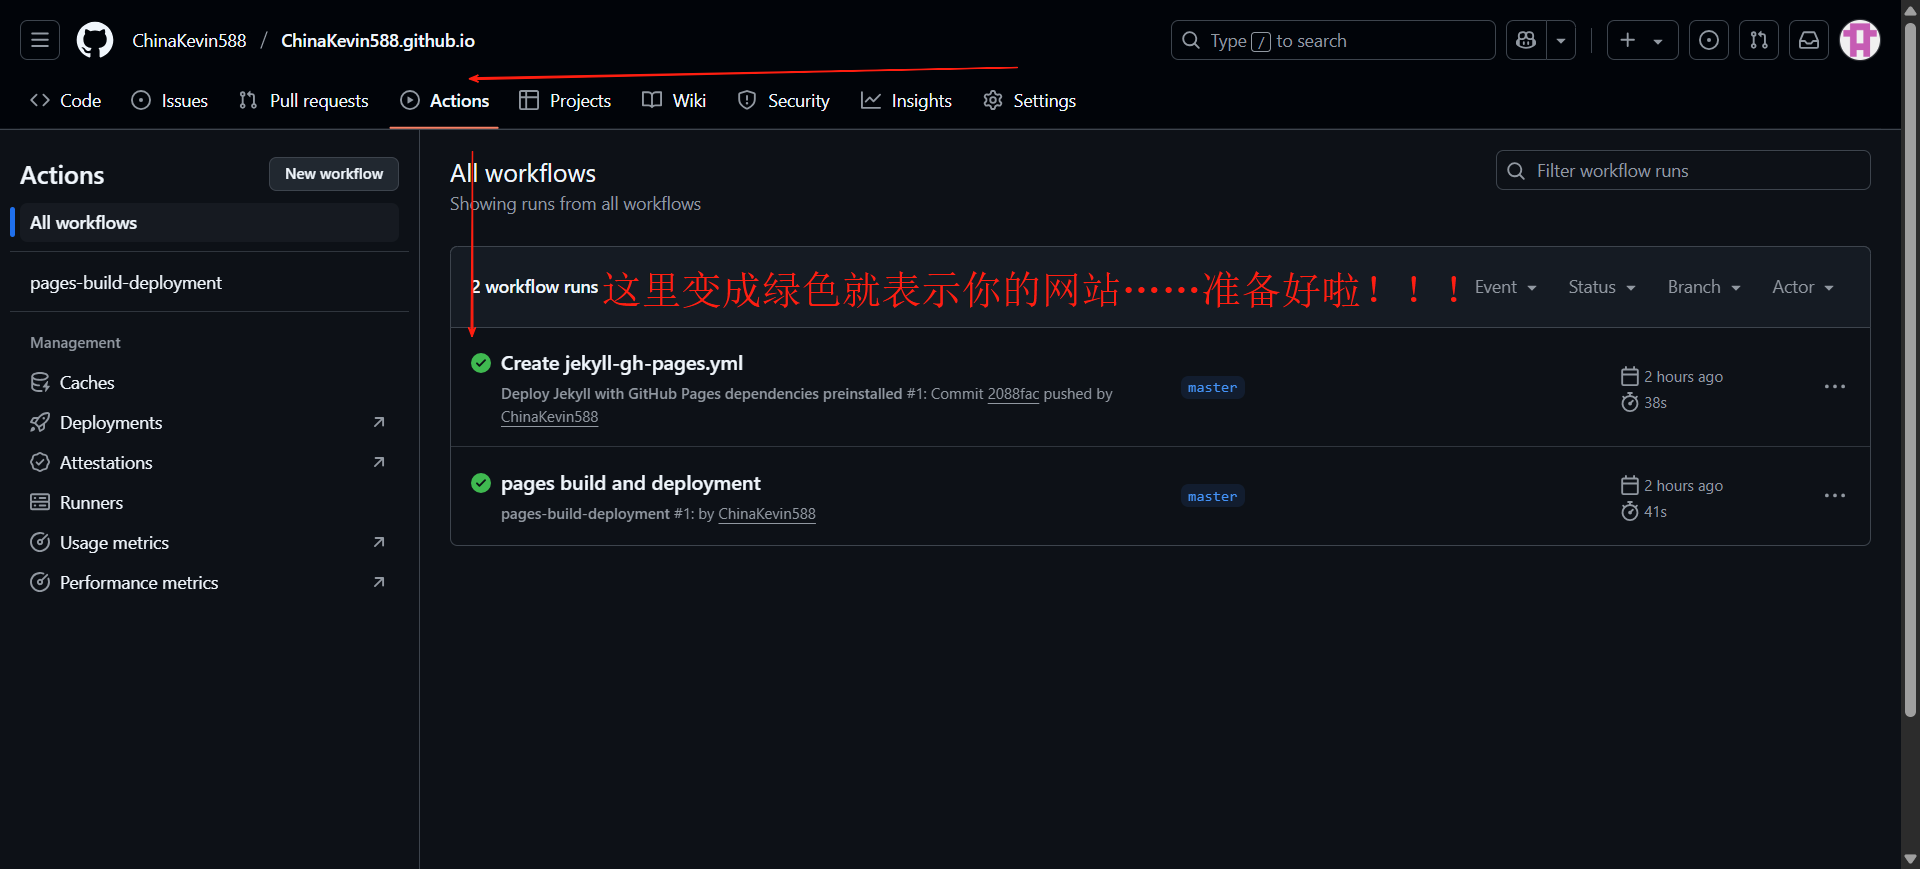 ChinaKevin588 / ChinaKevin588.github.io
Type / to search
Code Issues Pull requests Actions Projects Wiki Security Insights Settings
Actions
New workflow
All workflows
pages-build-deployment
Management
Caches
Deployments
Attestations
Runners
Usage metrics
Performance metrics
All workflows
Showing runs from all workflows
Filter workflow runs
2 workflow runs
这里变成绿色就表示你的网站……准备好啦！！！
Event Status Branch Actor
Create jekyll-gh-pages.yml
Deploy Jekyll with GitHub Pages dependencies preinstalled #1: Commit 2088fac pushed by
ChinaKevin588
master
2 hours ago
38s
pages build and deployment
pages-build-deployment #1: by ChinaKevin588
master
2 hours ago
41s